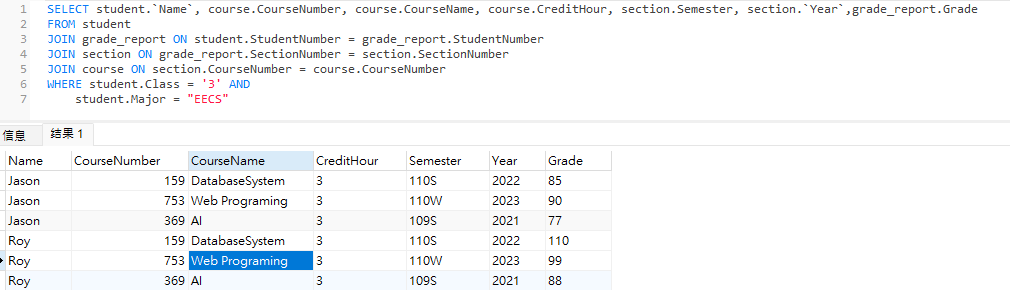 1 SELECT student.`Name`, course.CourseNumber, course.CourseName, course.CreditHour, section.Semester, section.`Year`,grade_report.Grade
2 FROM student
3 JOIN grade_report ON student.StudentNumber = grade_report.StudentNumber
4 JOIN section ON grade_report.SectionNumber = section.SectionNumber
5 JOIN course ON section.CourseNumber = course.CourseNumber
6 WHERE student.Class = '3' AND
7 student.Major = "EECS"
信息 结果 1
Name CourseNumber CourseName CreditHour Semester Year Grade
Jason 159 DatabaseSystem 3 110S 2022 85
Jason 753 Web Programing 3 110W 2023 90
Jason 369 AI 3 109S 2021 77
Roy 159 DatabaseSystem 3 110S 2022 110
Roy 753 Web Programing 3 110W 2023 99
Roy 369 AI 3 109S 2021 88